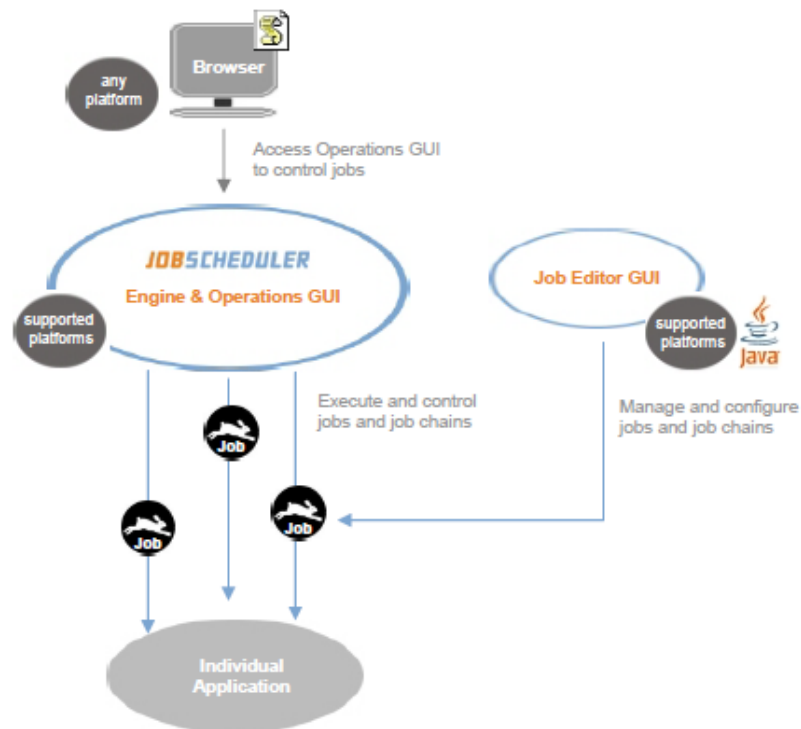 Browser
any
platform
Access Operations GUI
to control jobs
JOBSCHEDULER
Engine & Operations GUI
supported
platforms
Job Editor GUI
supported
platforms
Java
Execute and control
jobs and job chains
Manage and configure
jobs and job chains
Job
Job
Job
Individual
Application